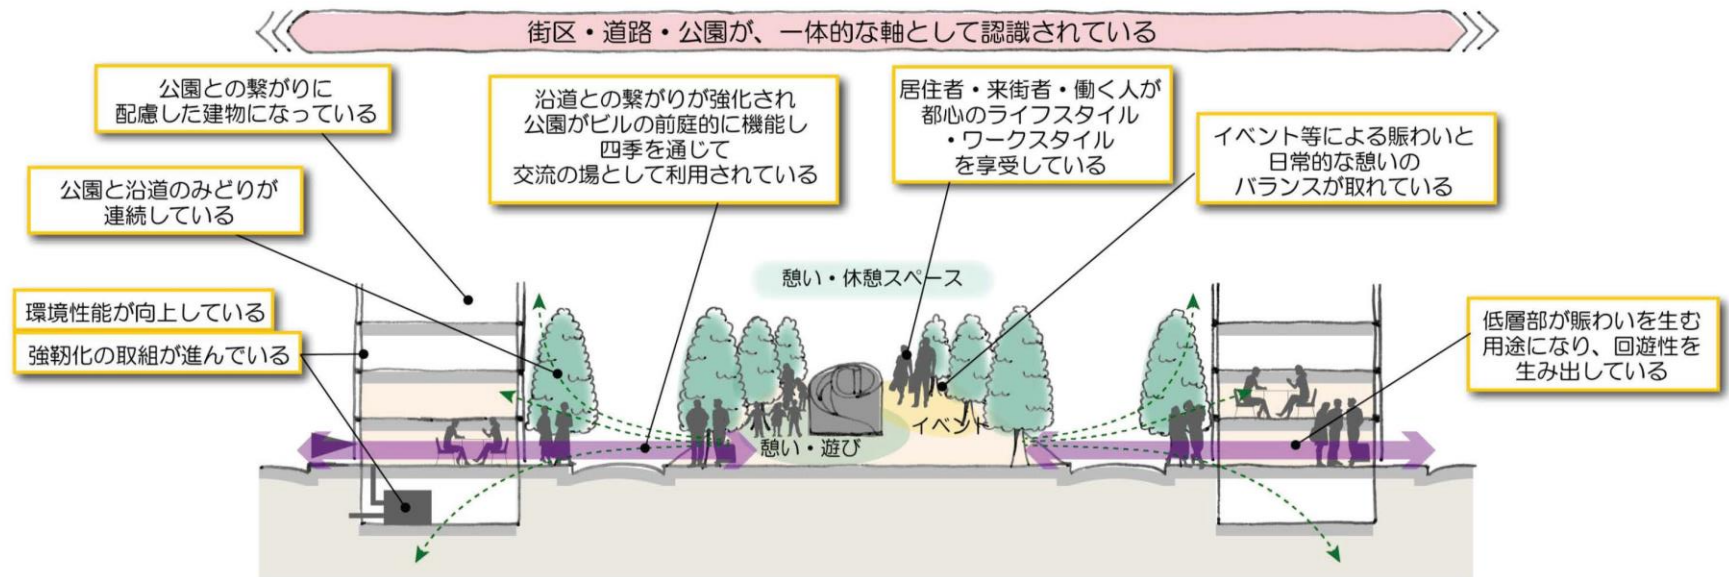 街区・道路・公園が、一体的な軸として認識されている
公園との繋がりに
配慮した建物になっている
沿道との繋がりが強化され
公園がビルの前庭的に機能し
四季を通じて
交流の場として利用されている
居住者・来街者・働く人が
都心のライフスタイル
・ワークスタイル
を享受している
イベント等による賑わいと
日常的な憩いの
バランスが取れている
公園と沿道のみどりが
連続している
環境性能が向上している
強靭化の取組が進んでいる
憩い・休憩スペース
低層部が賑わいを生む
用途になり、回遊性を
生み出している
イベント
憩い・遊び